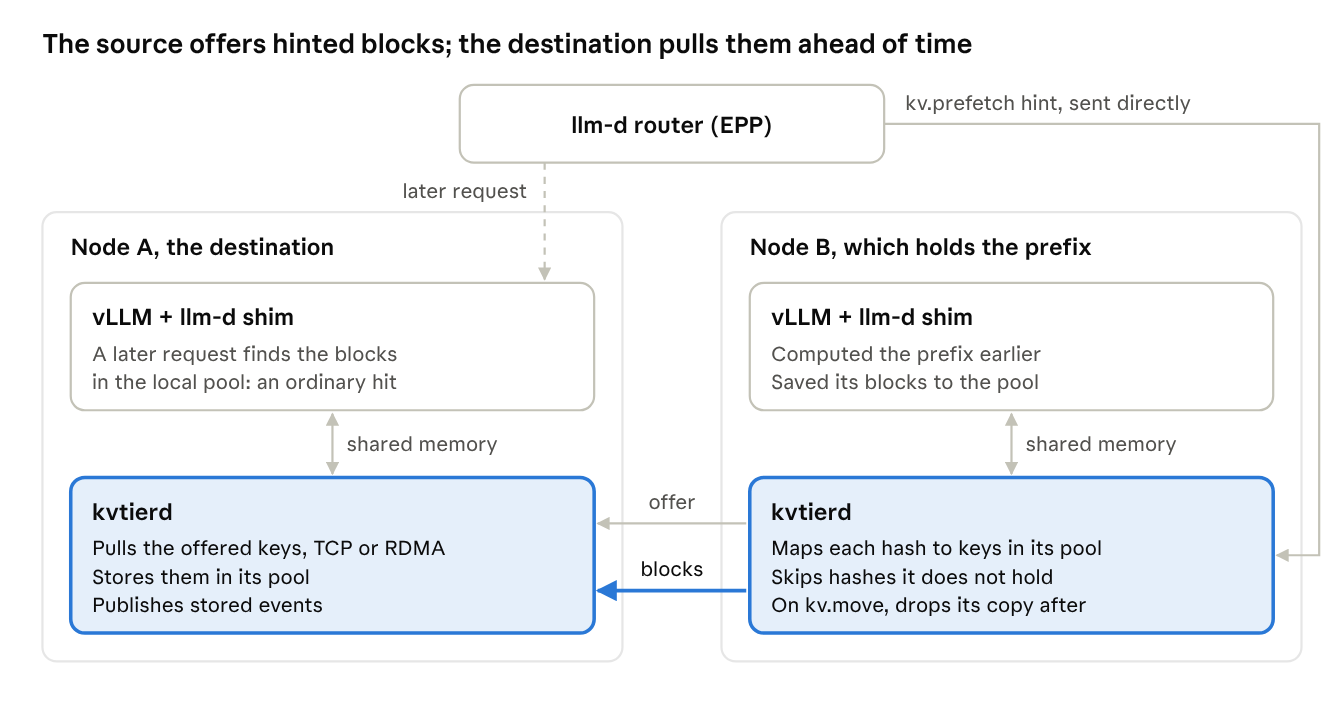 The source offers hinted blocks; the destination pulls them ahead of time
llm-d router (EPP)
kv.prefetch hint, sent directly
later request
Node A, the destination
vLLM + llm-d shim
A later request finds the blocks
in the local pool: an ordinary hit
shared memory
kvtierd
Pulls the offered keys, TCP or RDMA
Stores them in its pool
Publishes stored events
offer
blocks
Node B, which holds the prefix
vLLM + llm-d shim
Computed the prefix earlier
Saved its blocks to the pool
shared memory
kvtierd
Maps each hash to keys in its pool
Skips hashes it does not hold
On kv.move, drops its copy after